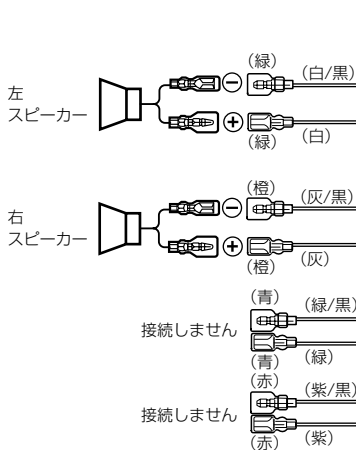 左
スピーカー
(緑)
(白/黒)
(緑)
(白)
右
スピーカー
(橙)
(灰/黒)
(橙)
(灰)
接続しません
(青)
(緑/黒)
(青)
(緑)
接続しません
(赤)
(紫/黒)
(赤)
(紫)